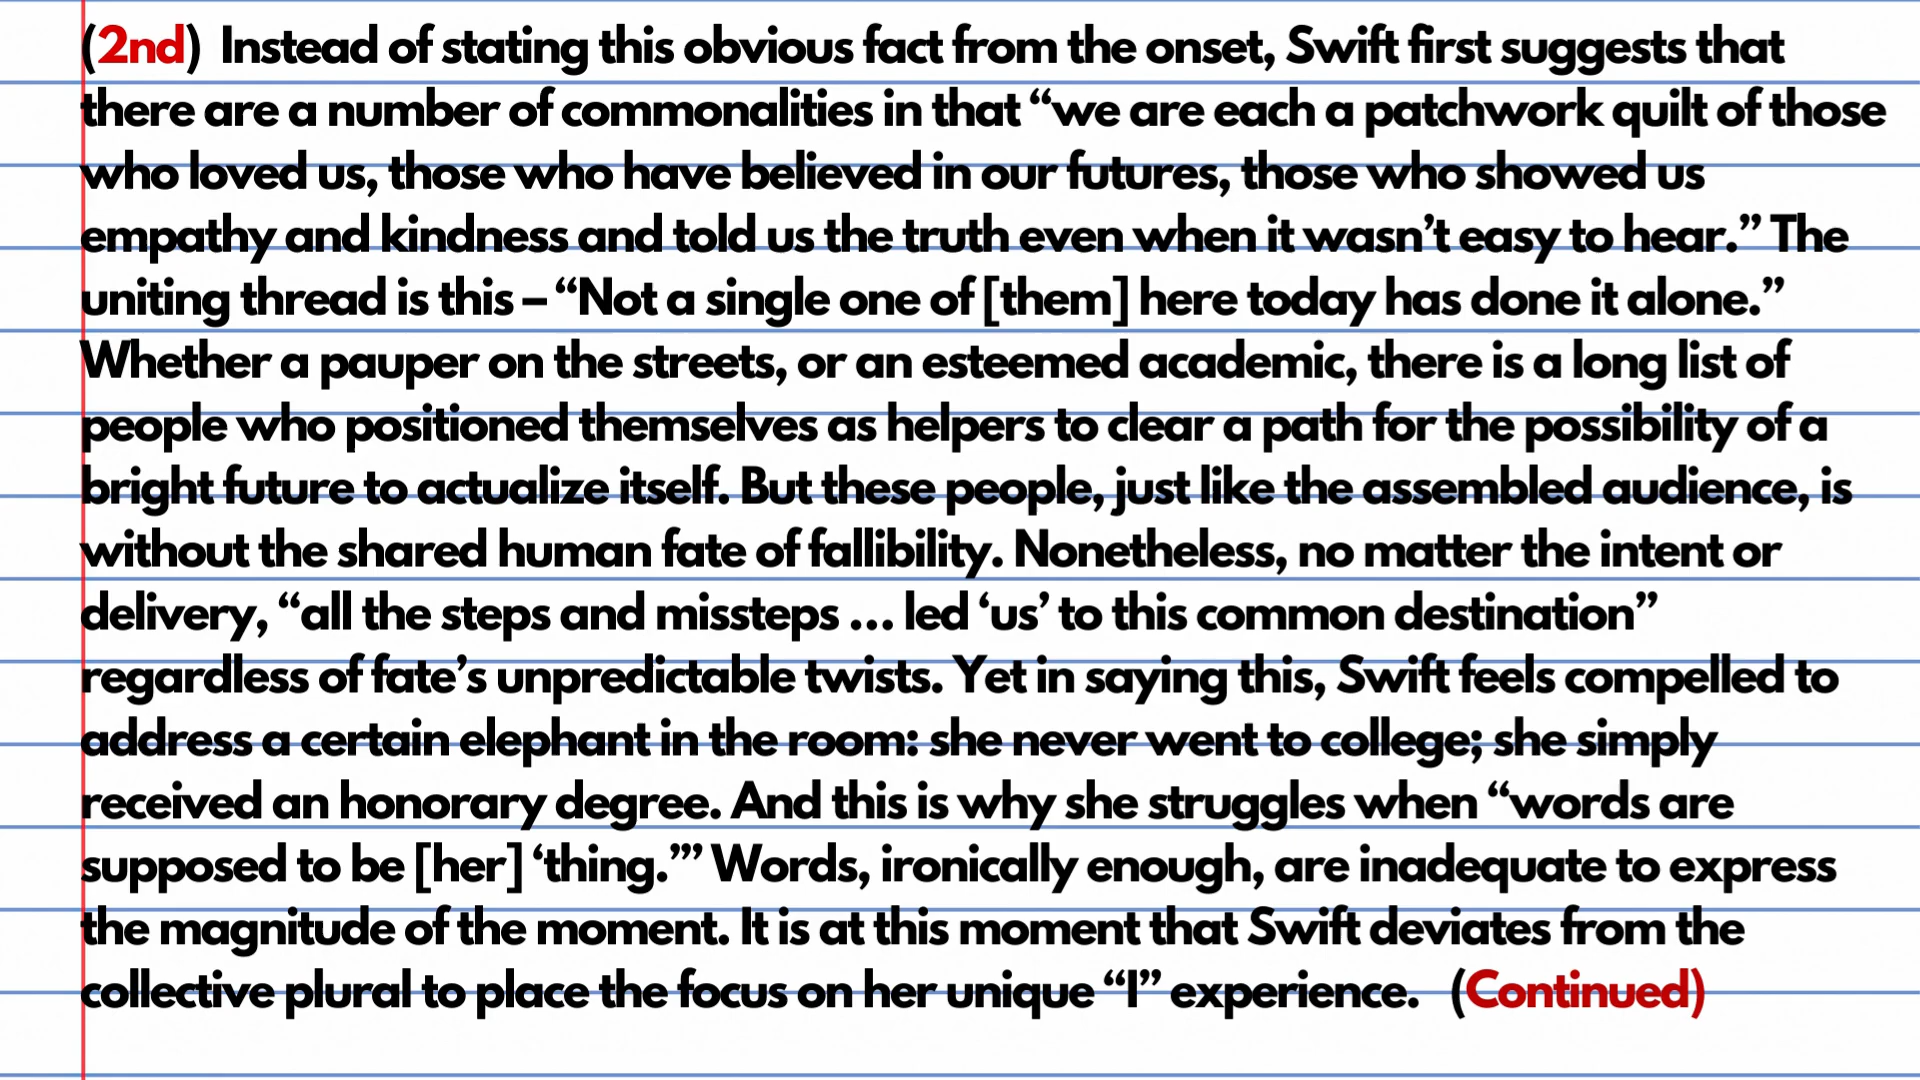 (2nd) Instead of stating this obvious fact from the onset, Swift first suggests that
there are a number of commonalities in that “we are each a patchwork quilt of those
who loved us, those who have believed in our futures, those who showed us
empathy and kindness and told us the truth even when it wasn’t easy to hear.” The
uniting thread is this – “Not a single one of [them] here today has done it alone.”
Whether a pauper on the streets, or an esteemed academic, there is a long list of
people who positioned themselves as helpers to clear a path for the possibility of a
bright future to actualize itself. But these people, just like the assembled audience, is
without the shared human fate of fallibility. Nonetheless, no matter the intent or
delivery, “all the steps and missteps ... led ‘us’ to this common destination”
regardless of fate’s unpredictable twists. Yet in saying this, Swift feels compelled to
address a certain elephant in the room: she never went to college; she simply
received an honorary degree. And this is why she struggles when “words are
supposed to be [her] ‘thing.’” Words, ironically enough, are inadequate to express
the magnitude of the moment. It is at this moment that Swift deviates from the
collective plural to place the focus on her unique “I” experience. (Continued)